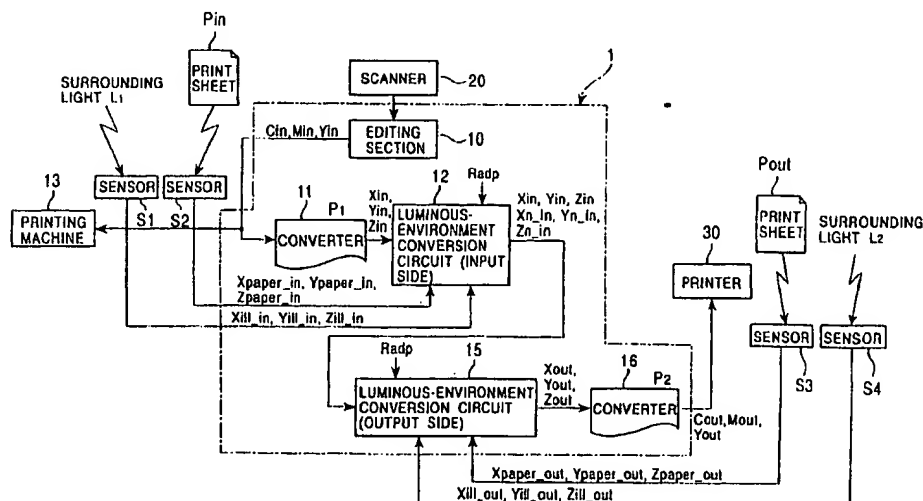 Pin
PRINT
SHEET
SURROUNDING
LIGHT L1
SCANNER
20
1
EDITING
SECTION
10
Cin,Min,Yin
13
PRINTING
MACHINE
SENSOR
S1
SENSOR
S2
11
P1
CONVERTER
Xin,
Yin,
Zin
12
Radp
LUMINOUS-
ENVIRONMENT
CONVERSION
CIRCUIT (INPUT
SIDE)
Xin, Yin, Zin
Xn_in, Yn_in,
Zn_in
Xpaper_in, Ypaper_in,
Zpaper_in
Xill_in, Yill_in, Zill_in
Pout
PRINT
SHEET
SURROUNDING
LIGHT L2
30
PRINTER
SENSOR
S3
SENSOR
S4
Radp
15
LUMINOUS-ENVIRONMENT
CONVERSION CIRCUIT
(OUTPUT SIDE)
Xout,
Yout,
Zout
16
P2
CONVERTER
Cout,Mout,
Yout
Xpaper_out, Ypaper_out, Zpaper_out
Xill_out, Yill_out, Zill_out